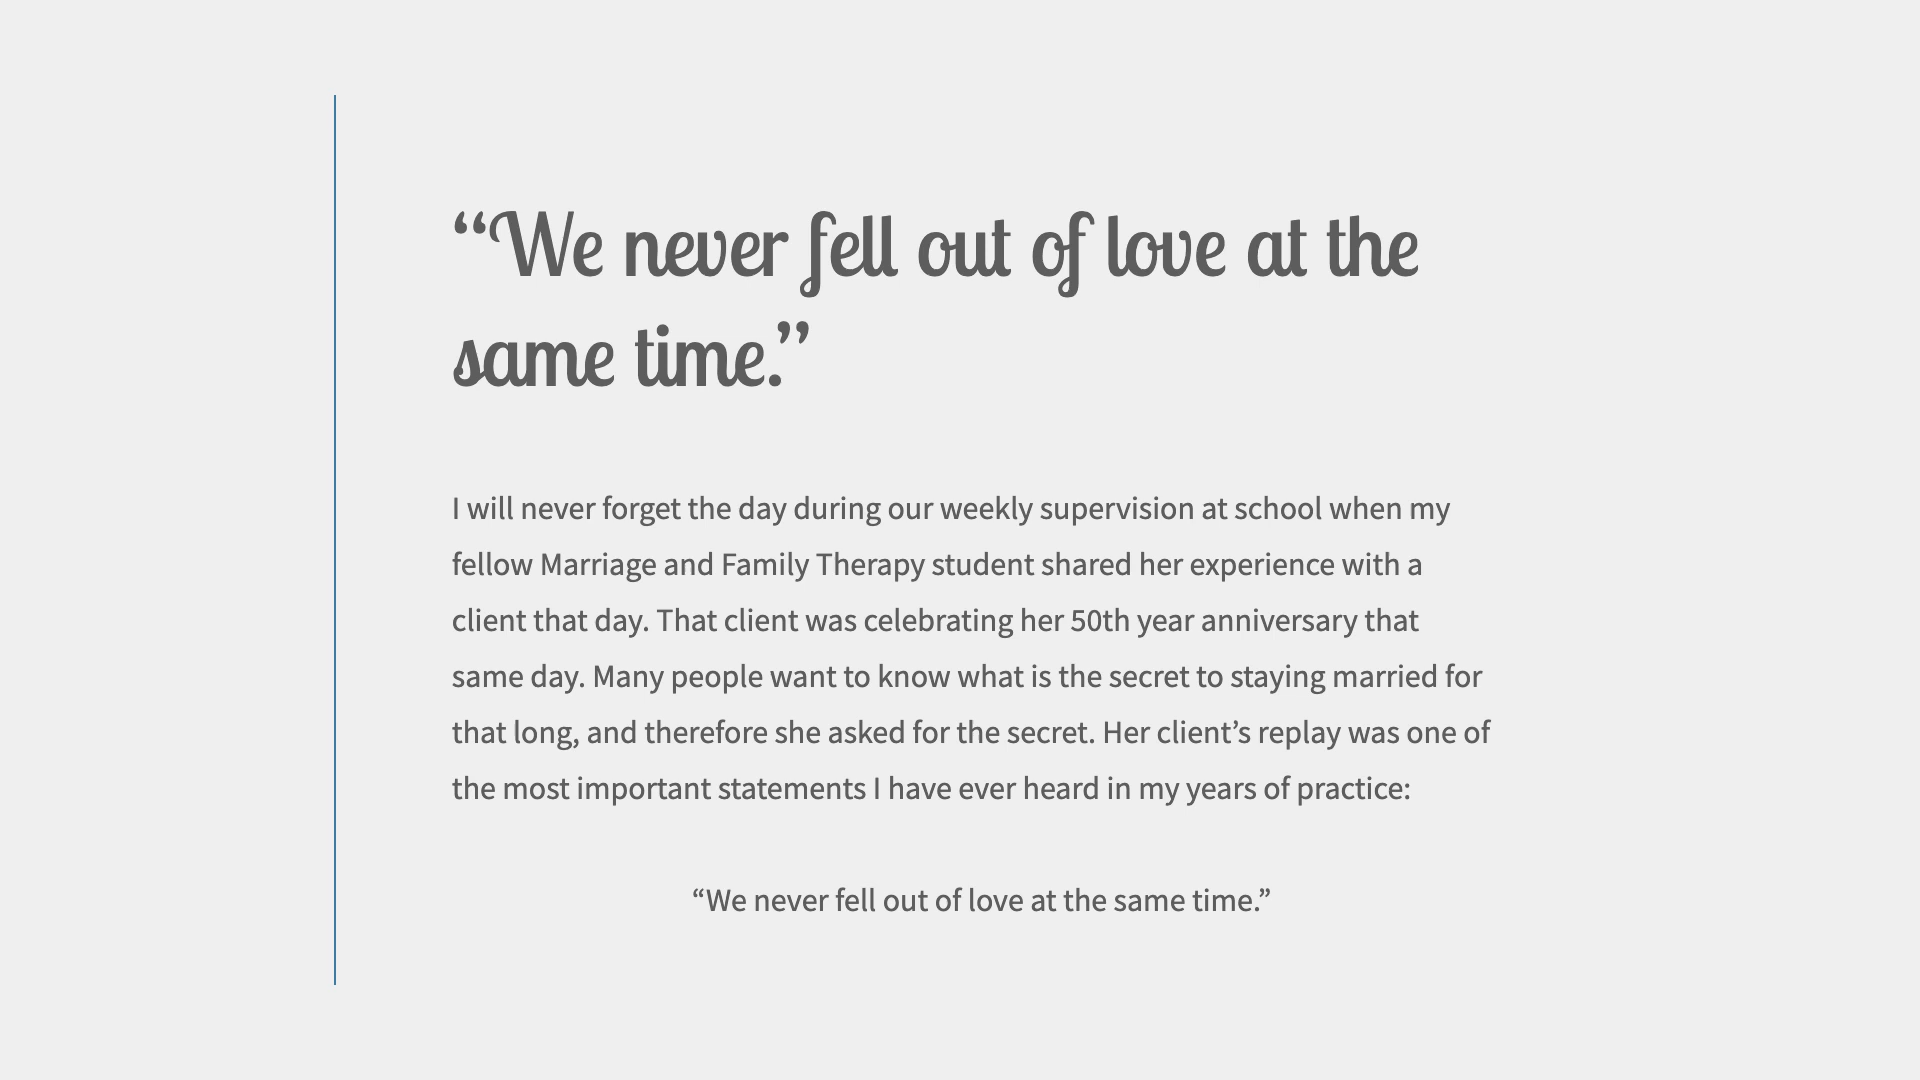 “We never fell out of love at the
same time.”
I will never forget the day during our weekly supervision at school when my
fellow Marriage and Family Therapy student shared her experience with a
client that day. That client was celebrating her 50th year anniversary that
same day. Many people want to know what is the secret to staying married for
that long, and therefore she asked for the secret. Her client’s replay was one of
the most important statements I have ever heard in my years of practice:
“We never fell out of love at the same time.”